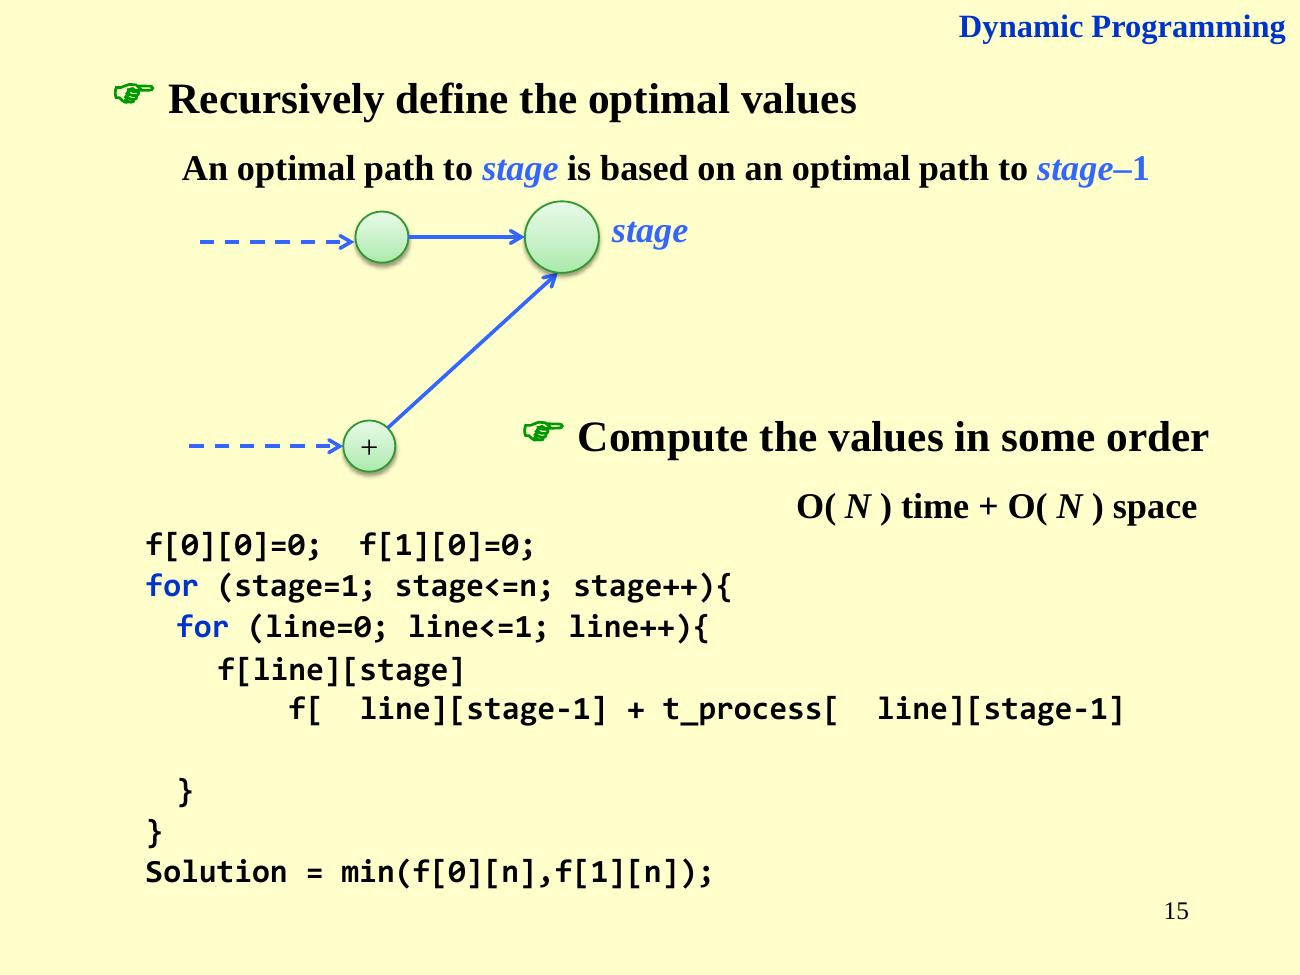 Dynamic Programming
Recursively define the optimal values
An optimal path to stage is based on an optimal path to stage–1
stage
+
Compute the values in some order
O( N ) time + O( N ) space
f[0][0]=0;  f[1][0]=0;
for (stage=1; stage<=n; stage++){
for (line=0; line<=1; line++){
f[line][stage]
f[  line][stage-1] + t_process[  line][stage-1]
}
}
Solution = min(f[0][n],f[1][n]);
15